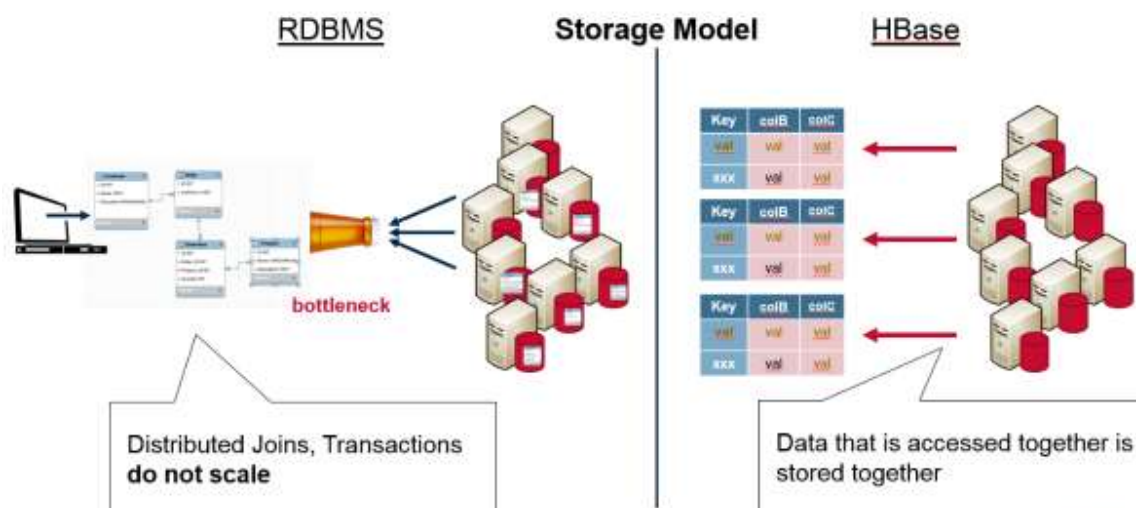 RDBMS
Storage Model
HBase
bottleneck
Key colB colC
val val val
xxx val val
Key colB colC
val val val
xxx val val
Key colB colC
val val val
xxx val val
Distributed Joins, Transactions
do not scale
Data that is accessed together is
stored together